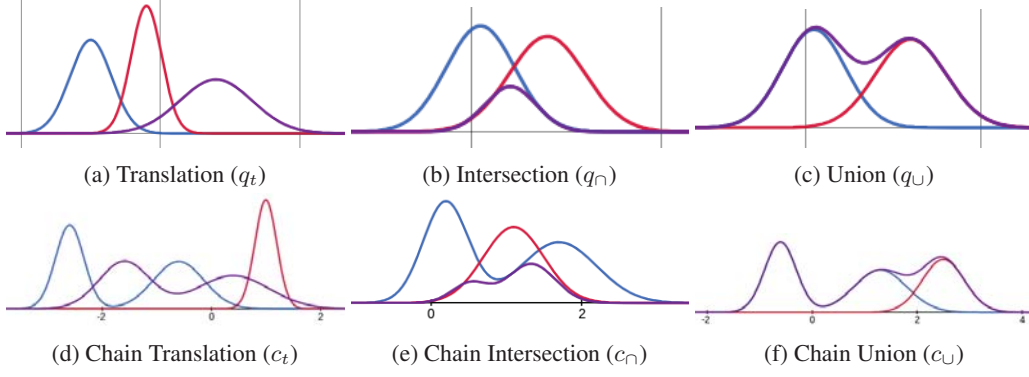 (a) Translation (q_t)
(b) Intersection (q_∩)
(c) Union (q_∪)
-2 0 2
0 2
-2 0 2 4
(d) Chain Translation (c_t)
(e) Chain Intersection (c_∩)
(f) Chain Union (c_∪)